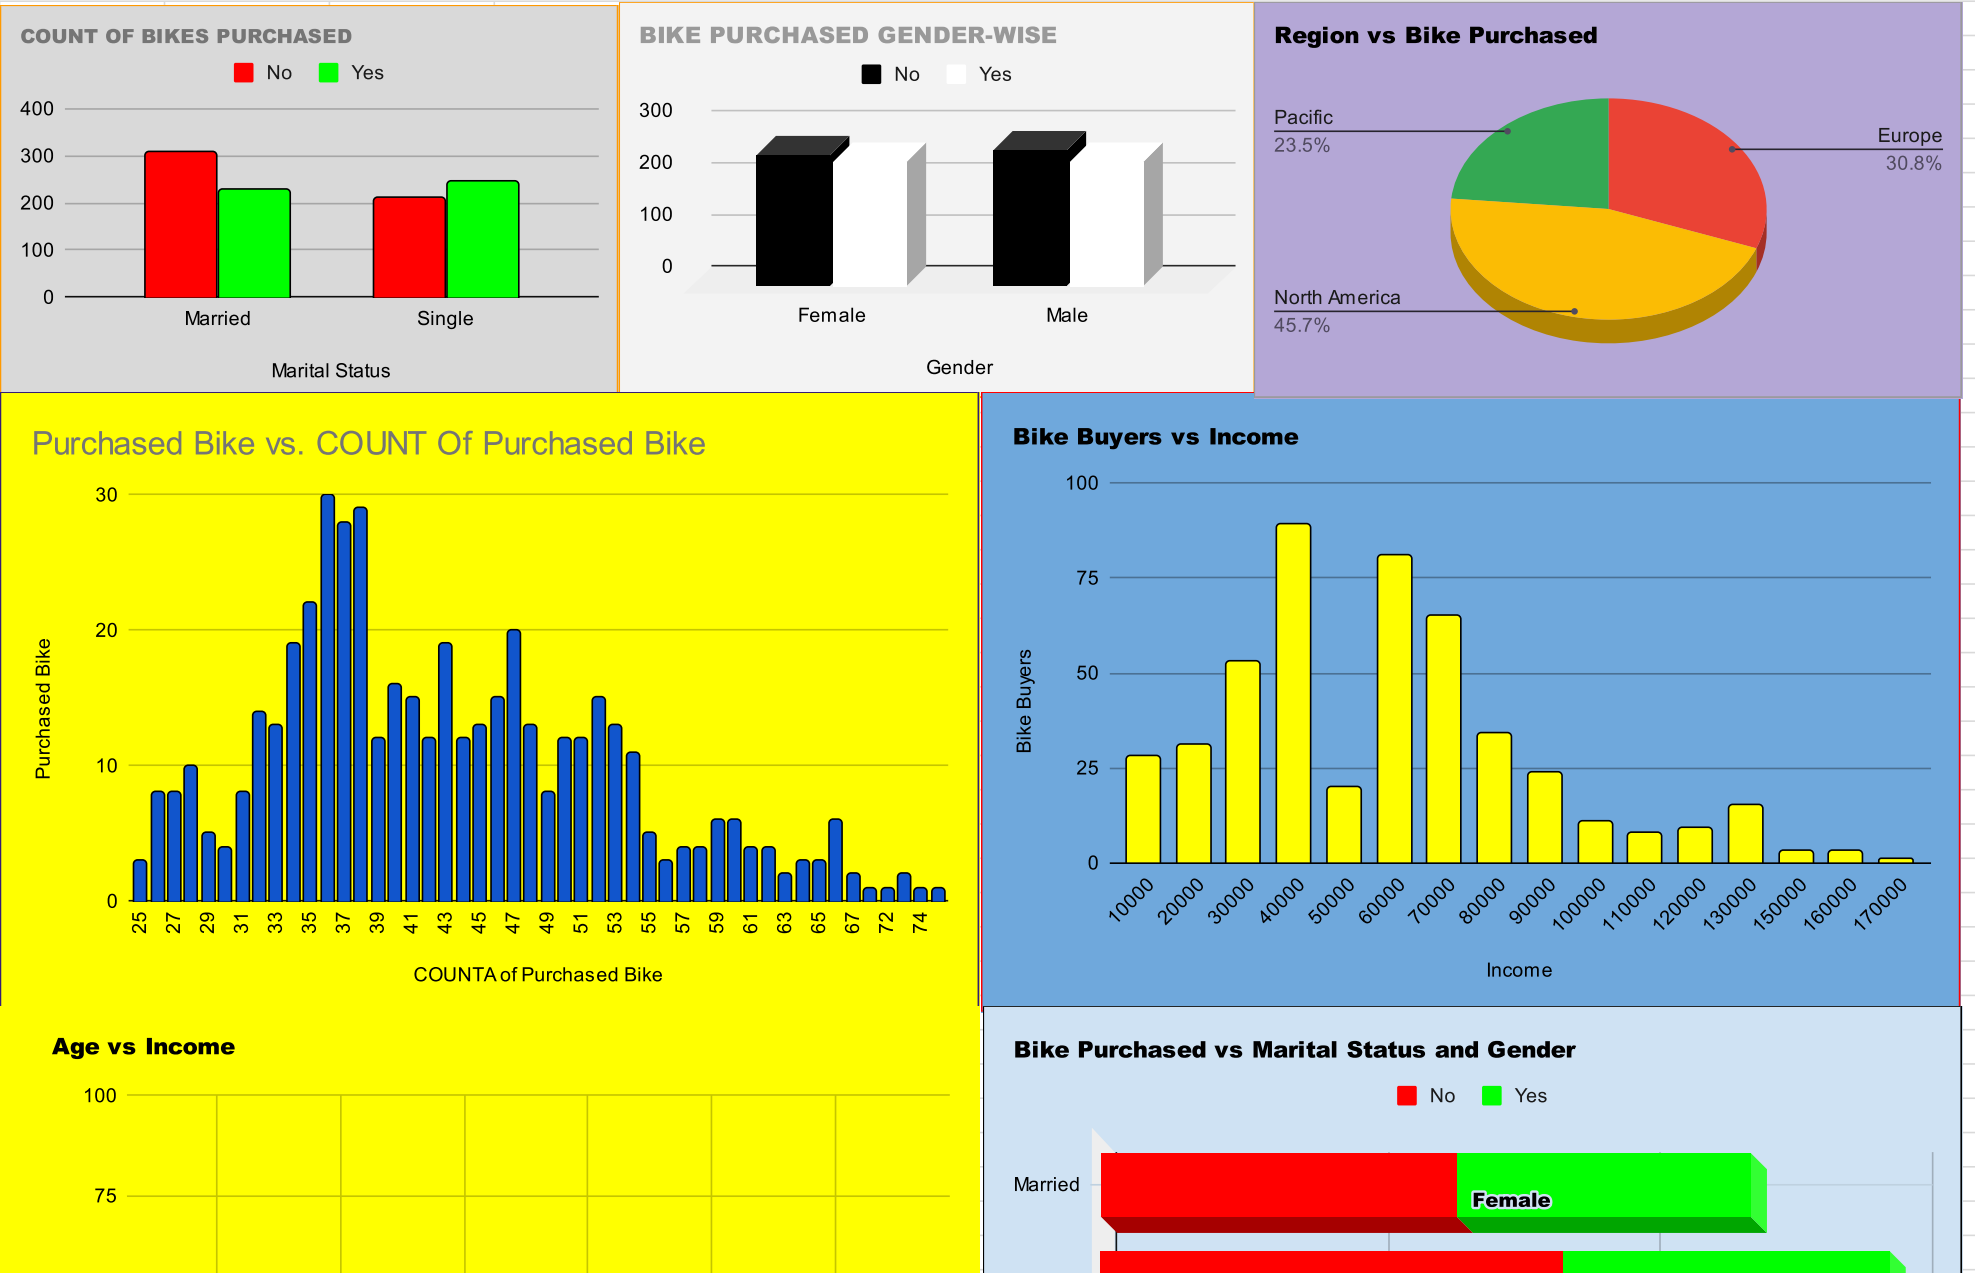 COUNT OF BIKES PURCHASED
No Yes
400
300
200
100
0
Married Single
Marital Status
BIKE PURCHASED GENDER-WISE
No Yes
300
200
100
0
Female Male
Gender
Region vs Bike Purchased
Pacific
23.5%
Europe
30.8%
North America
45.7%
Purchased Bike vs. COUNT Of Purchased Bike
Purchased Bike
30
20
10
0
25 27 29 31 33 35 37 39 41 43 45 47 49 51 53 55 57 59 61 63 65 67 72 74
COUNTA of Purchased Bike
Bike Buyers vs Income
Bike Buyers
100
75
50
25
0
10000 20000 30000 40000 50000 60000 70000 80000 90000 100000 110000 120000 130000 150000 160000 170000
Income
Age vs Income
100
75
Bike Purchased vs Marital Status and Gender
No Yes
Married
Female